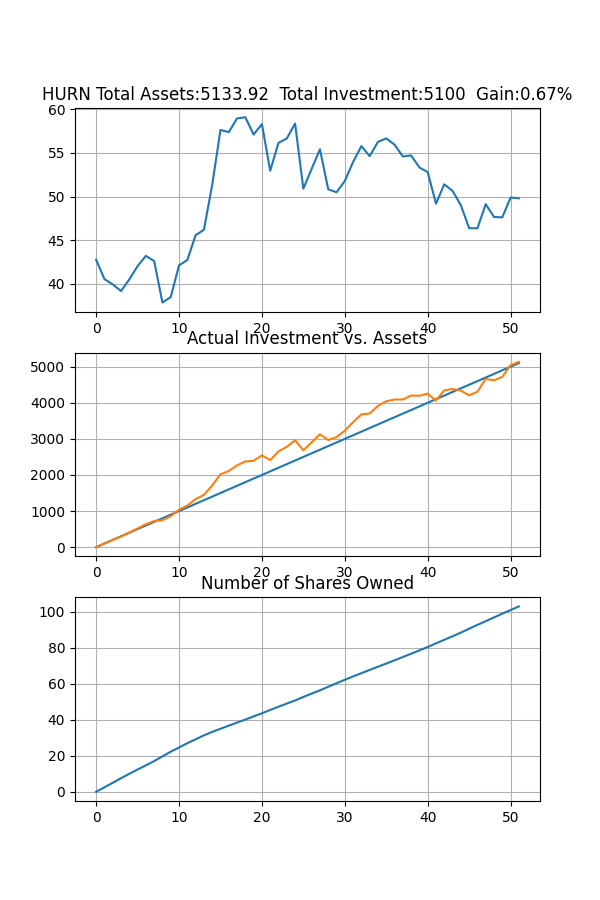 HURN Total Assets:5133.92  Total Investment:5100  Gain:0.67%
60
55
50
45
40
0 10 20 30 40 50
Actual Investment vs. Assets
5000
4000
3000
2000
1000
0
0 10 20 30 40 50
Number of Shares Owned
100
80
60
40
20
0
0 10 20 30 40 50